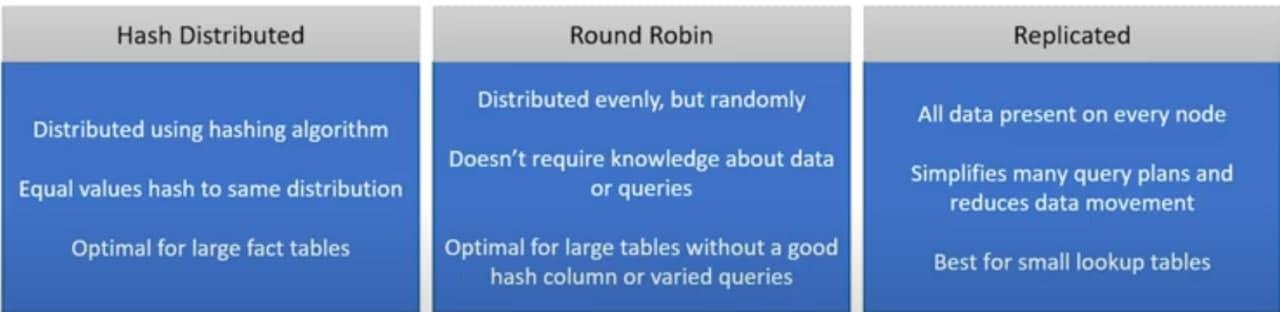 Hash Distributed
Distributed using hashing algorithm
Equal values hash to same distribution
Optimal for large fact tables
Round Robin
Distributed evenly, but randomly
Doesn't require knowledge about data
or queries
Optimal for large tables without a good
hash column or varied queries
Replicated
All data present on every node
Simplifies many query plans and
reduces data movement
Best for small lookup tables